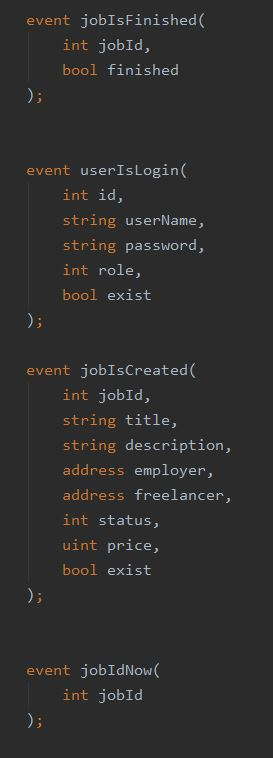 event jobIsFinished(
int jobId,
bool finished
);
event userIsLogin(
int id,
string userName,
string password,
int role,
bool exist
);
event jobIsCreated(
int jobId,
string title,
string description,
address employer,
address freelancer,
int status,
uint price,
bool exist
);
event jobIdNow(
int jobId
);